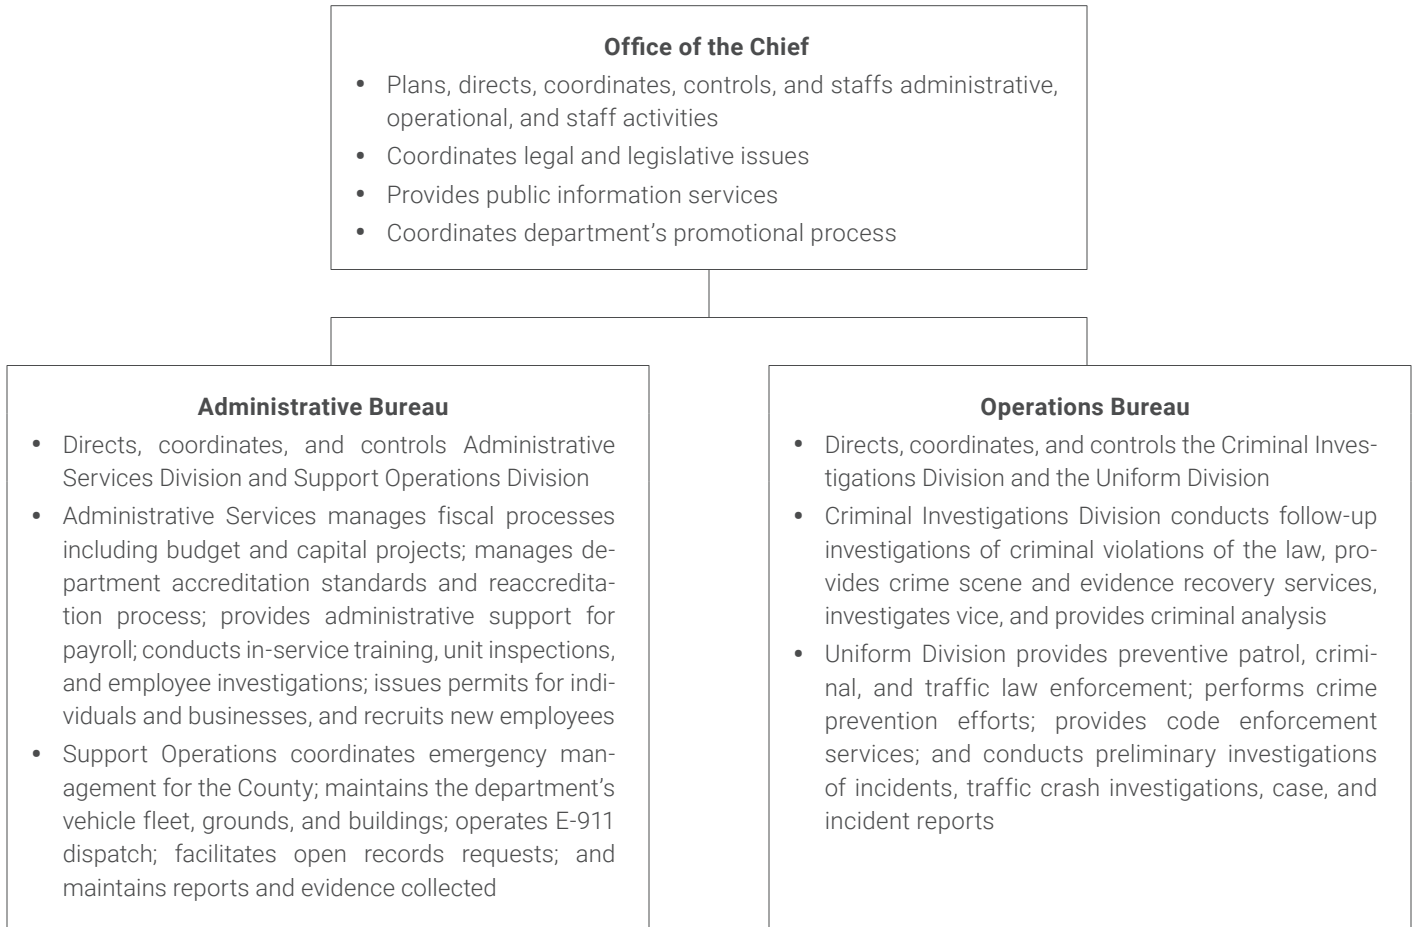 Office of the Chief
• Plans, directs, coordinates, controls, and staffs administrative,
operational, and staff activities
• Coordinates legal and legislative issues
• Provides public information services
• Coordinates department's promotional process
Administrative Bureau
• Directs, coordinates, and controls Administrative
Services Division and Support Operations Division
• Administrative Services manages fiscal processes
including budget and capital projects; manages de-
partment accreditation standards and reaccredita-
tion process; provides administrative support for
payroll; conducts in-service training, unit inspections,
and employee investigations; issues permits for indi-
viduals and businesses, and recruits new employees
• Support Operations coordinates emergency man-
agement for the County; maintains the department's
vehicle fleet, grounds, and buildings; operates E-911
dispatch; facilitates open records requests; and
maintains reports and evidence collected
Operations Bureau
• Directs, coordinates, and controls the Criminal Inves-
tigations Division and the Uniform Division
• Criminal Investigations Division conducts follow-up
investigations of criminal violations of the law, pro-
vides crime scene and evidence recovery services,
investigates vice, and provides criminal analysis
• Uniform Division provides preventive patrol, crimi-
nal, and traffic law enforcement; performs crime
prevention efforts; provides code enforcement
services; and conducts preliminary investigations
of incidents, traffic crash investigations, case, and
incident reports